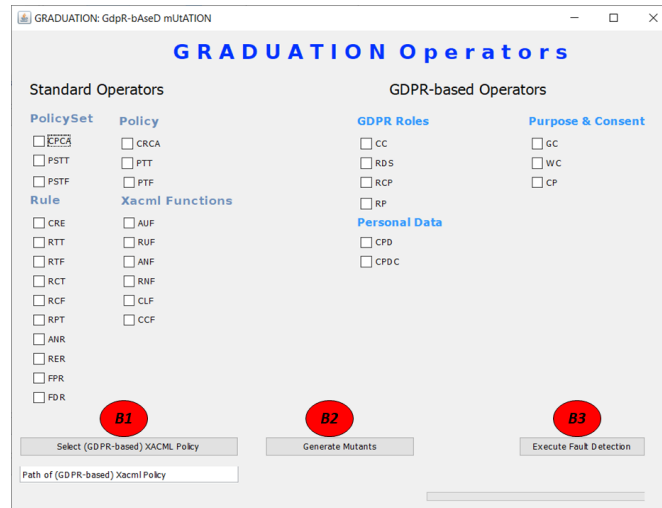 GRADUATION: GdpR-bAseD mUtATION
GRADUATION Operators
Standard Operators
GDPR-based Operators
PolicySet
CPCA
PSTT
PSTF
Policy
CRCA
PTT
PTF
Rule
CRE
RTT
RTF
RCT
RCF
RPT
ANR
RER
FPR
FDR
Xacml Functions
AUF
RUF
ANF
RNF
CLF
CCF
GDPR Roles
CC
RDS
RCP
RP
Personal Data
CPD
CPDC
Purpose & Consent
GC
WC
CP
B1
B2
B3
Select (GDPR-based) XACML Policy
Generate Mutants
Execute Fault Detection
Path of (GDPR-based) Xacml Policy